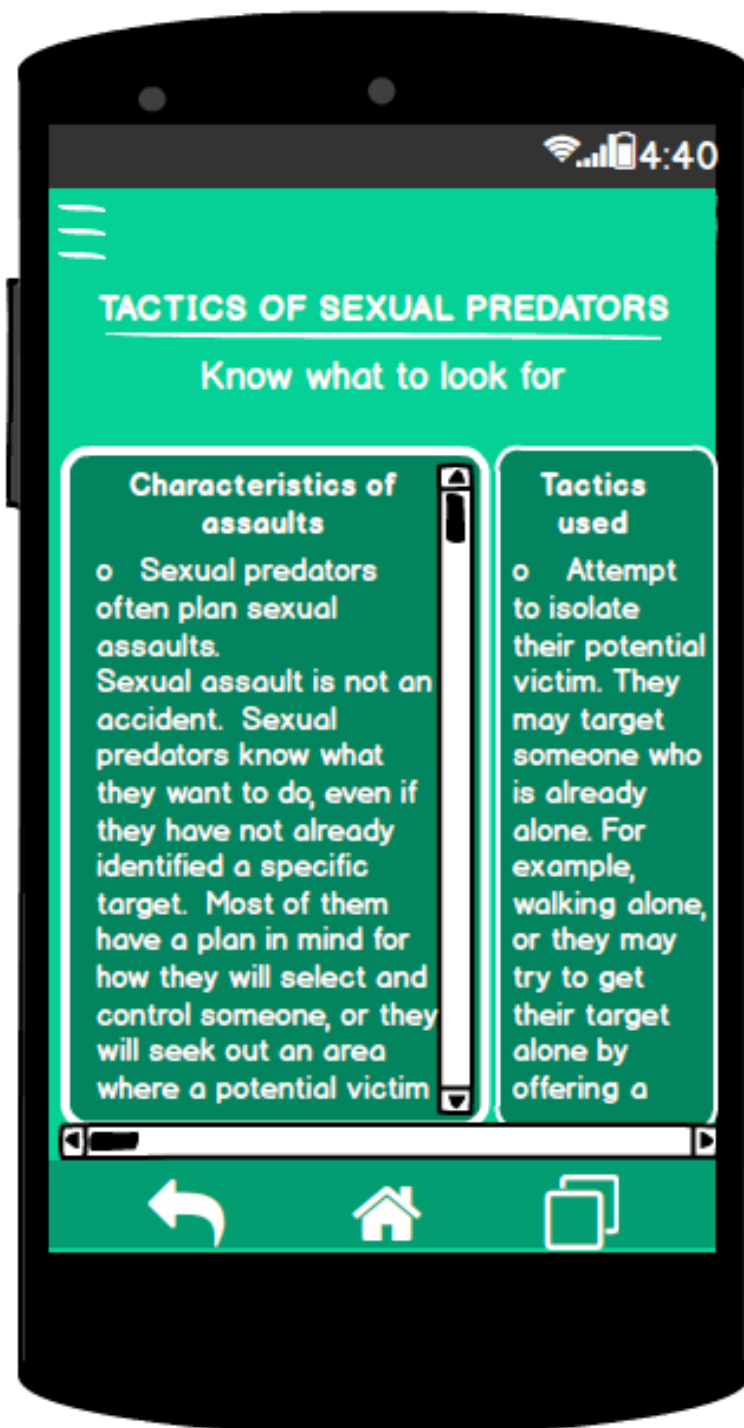 4:40
TACTICS OF SEXUAL PREDATORS
Know what to look for
Characteristics of
assaults
o Sexual predators
often plan sexual
assaults.
Sexual assault is not an
accident. Sexual
predators know what
they want to do, even if
they have not already
identified a specific
target. Most of them
have a plan in mind for
how they will select and
control someone, or they
will seek out an area
where a potential victim
Tactics
used
o Attempt
to isolate
their potential
victim. They
may target
someone who
is already
alone. For
example,
walking alone,
or they may
try to get
their target
alone by
offering a